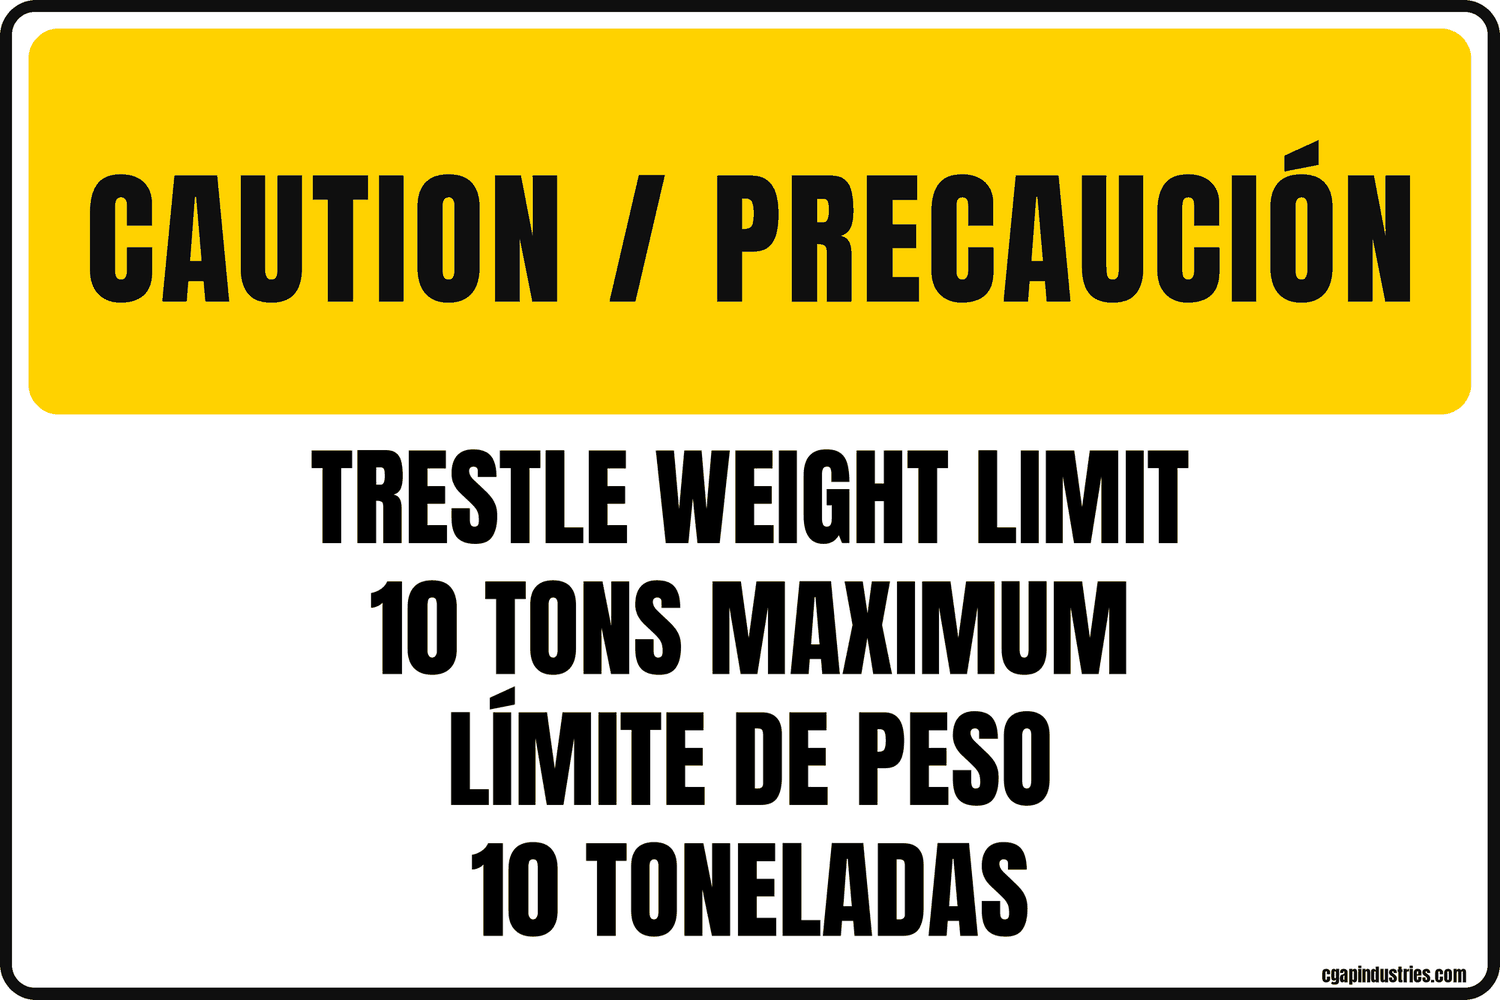 CAUTION / PRECAUCIÓN
TRESTLE WEIGHT LIMIT
10 TONS MAXIMUM
LÍMITE DE PESO
10 TONELADAS
cgapindustries.com